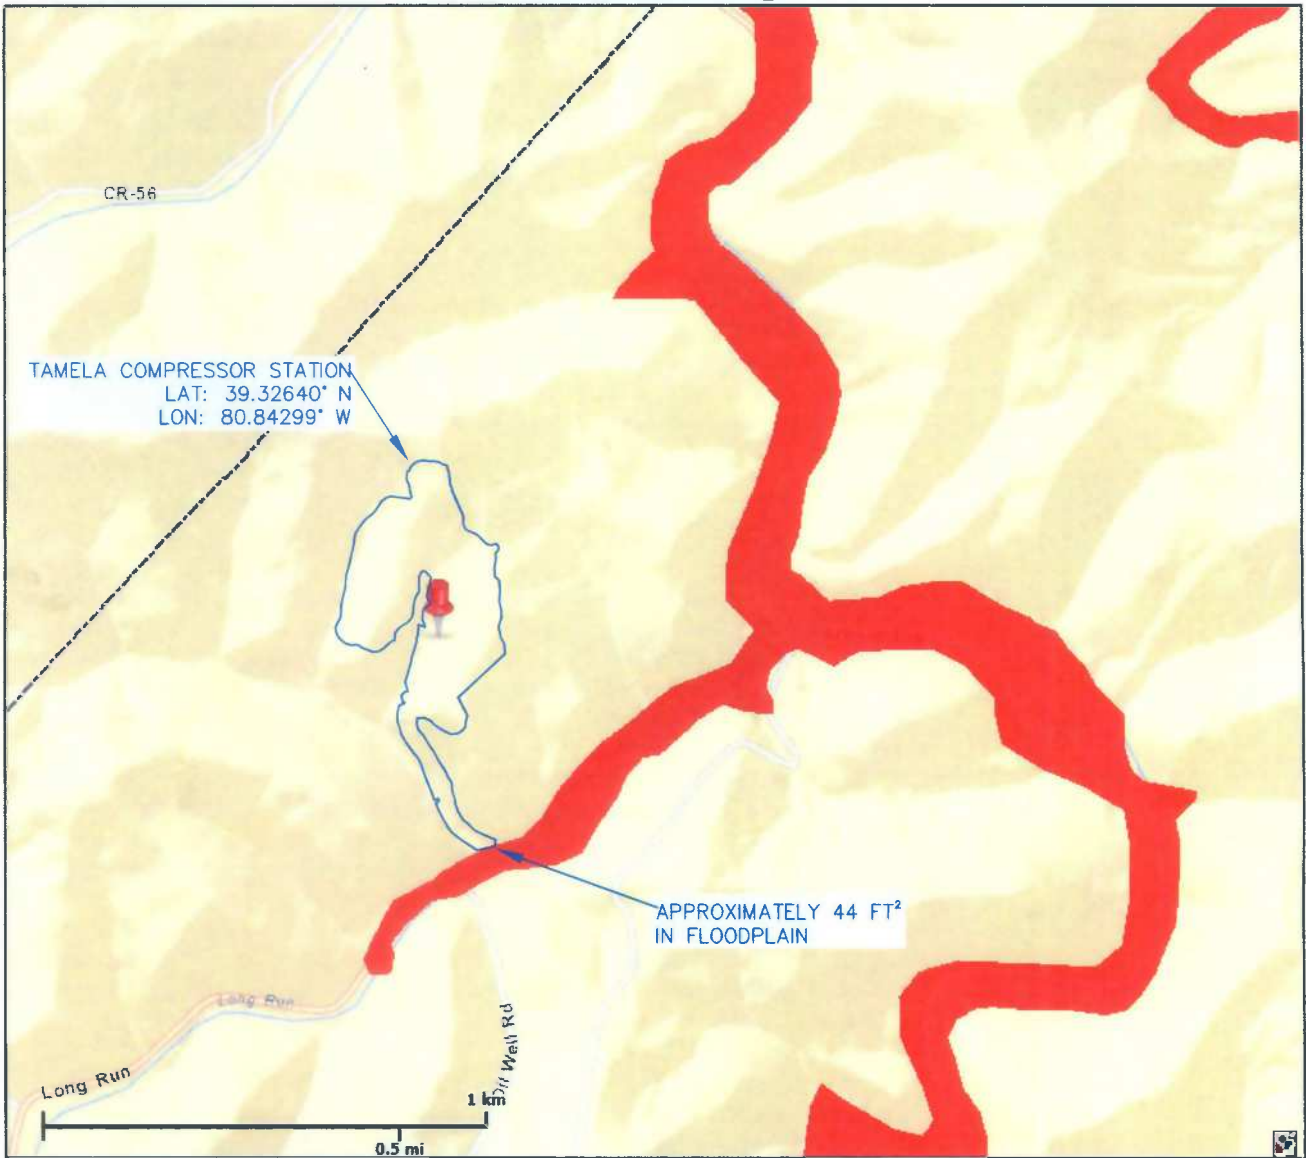 CR-56
TAMELA COMPRESSOR STATION
LAT: 39.32640° N
LON: 80.84299° W
APPROXIMATELY 44 FT²
IN FLOODPLAIN
Long Run
Long Run
Well Rd
1 km
0.5 mi